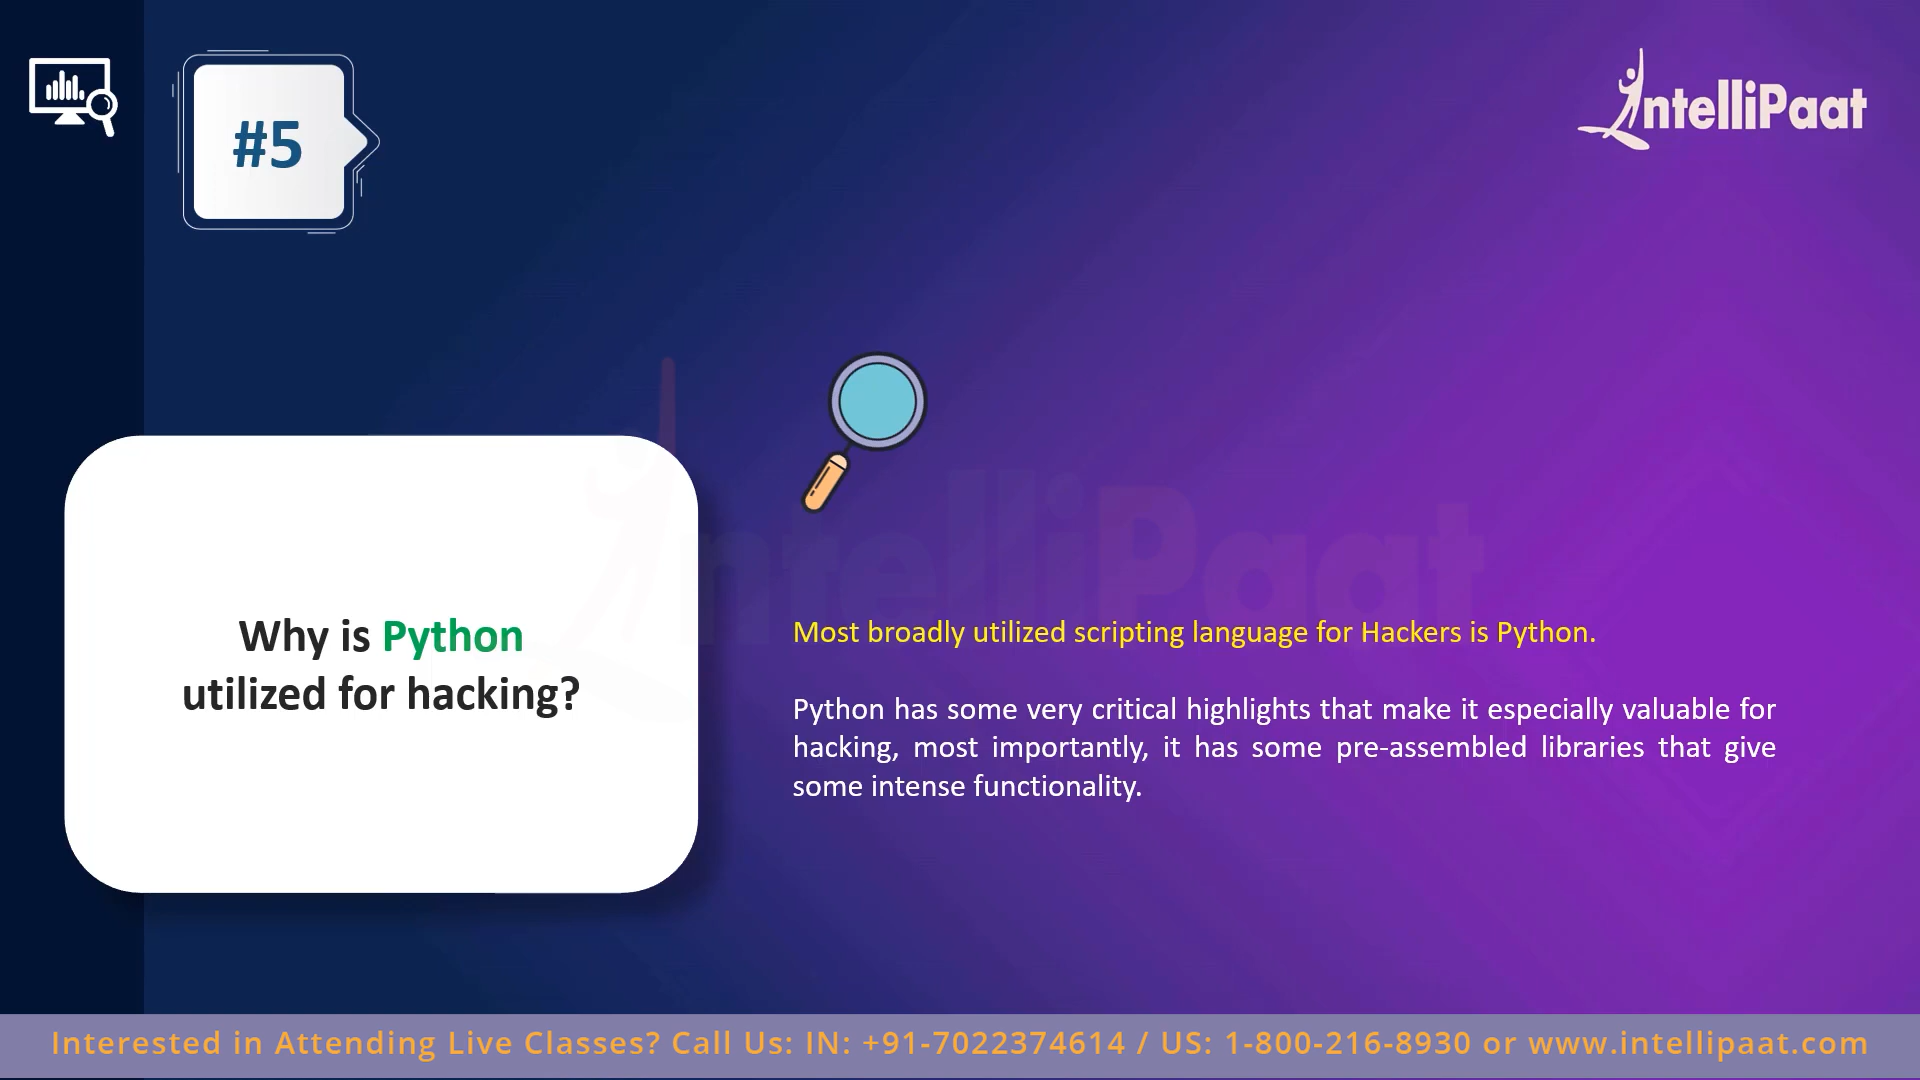 #5
IntelliPaat
Why is Python
utilized for hacking?
IntelliPaat
Most broadly utilized scripting language for Hackers is Python.
Python has some very critical highlights that make it especially valuable for
hacking, most importantly, it has some pre-assembled libraries that give
some intense functionality.
Interested in Attending Live Classes? Call Us: IN: +91-7022374614 / US: 1-800-216-8930 or www.intellipaat.com